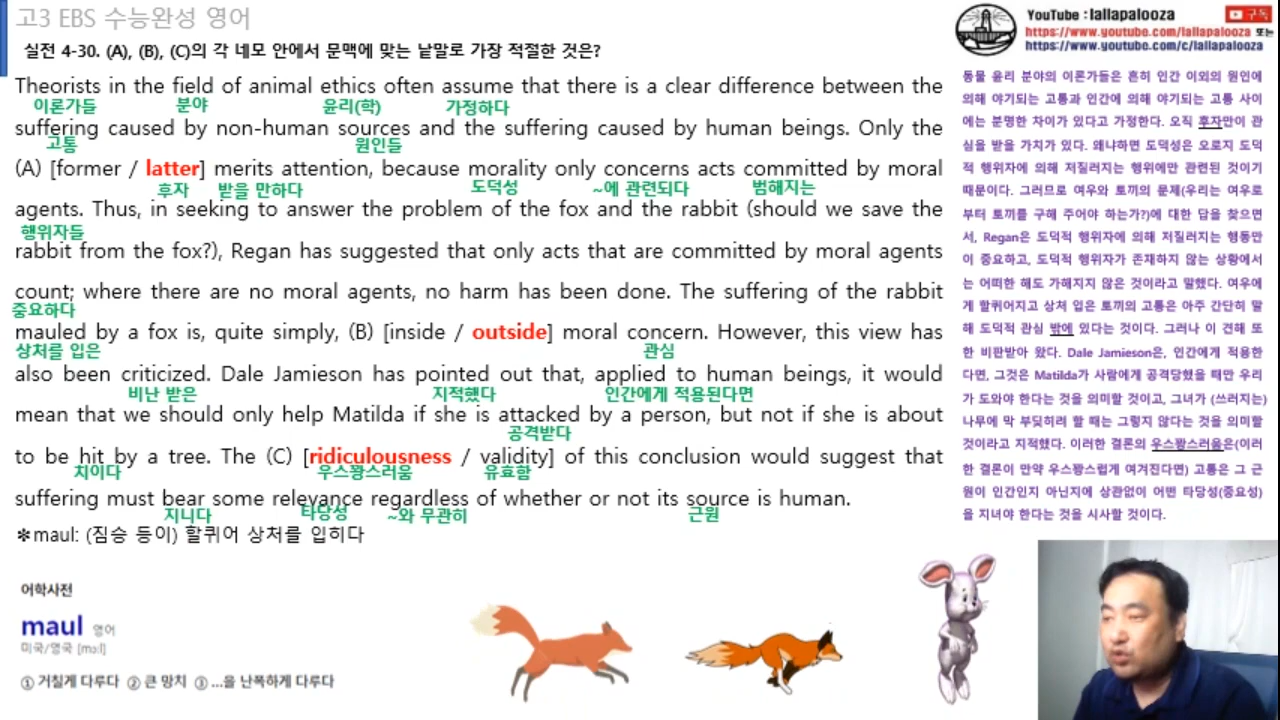 고3 EBS 수능완성 영어
실전 4-30. (A), (B), (C)의 각 네모 안에서 문맥에 맞는 낱말로 가장 적절한 것은?
Theorists in the field of animal ethics often assume that there is a clear difference between the
이론가들 분야 윤리(학) 가정하다
suffering caused by non-human sources and the suffering caused by human beings. Only the
고통 원인들
(A) [former / latter] merits attention, because morality only concerns acts committed by moral
후자 받을 만하다 도덕성 ~에 관련되다 범해지는
agents. Thus, in seeking to answer the problem of the fox and the rabbit (should we save the
행위자들
rabbit from the fox?), Regan has suggested that only acts that are committed by moral agents
count; where there are no moral agents, no harm has been done. The suffering of the rabbit
중요하다
mauled by a fox is, quite simply, (B) [inside / outside] moral concern. However, this view has
상처를 입은 관심
also been criticized. Dale Jamieson has pointed out that, applied to human beings, it would
비난 받은 지적했다 인간에게 적용된다면
mean that we should only help Matilda if she is attacked by a person, but not if she is about
공격받다
to be hit by a tree. The (C) [ridiculousness / validity] of this conclusion would suggest that
치이다 우스꽝스러움 유효함
suffering must bear some relevance regardless of whether or not its source is human.
지니다 타당성 ~와 무관히 근원
※maul: (짐승 등이) 할퀴어 상처를 입히다
어학사전
maul 영어
미국/영국 [mɔːl]
① 거칠게 다루다 ② 큰 망치 ③ …을 난폭하게 다루다
YouTube : lallapalooza 구독
https://www.youtube.com/lallapalooza 또는
https://www.youtube.com/c/lallapalooza
동물 윤리 분야의 이론가들은 흔히 인간 이외의 원인에
의해 야기되는 고통과 인간에 의해 야기되는 고통 사이
에는 분명한 차이가 있다고 가정한다. 오직 후자만이 관
심을 받을 가치가 있다. 왜냐하면 도덕성은 오로지 도덕
적 행위자에 의해 저질러지는 행위에만 관련된 것이기
때문이다. 그러므로 여우와 토끼의 문제(우리는 여우로
부터 토끼를 구해 주어야 하는가?)에 대한 답을 찾으면
서, Regan은 도덕적 행위자에 의해 저질러지는 행동만
이 중요하고, 도덕적 행위자가 존재하지 않는 상황에서
는 어떠한 해도 가해지지 않은 것이라고 말했다. 여우에
게 할퀴어지고 상처 입은 토끼의 고통은 아주 간단히 말
해 도덕적 관심 밖에 있다는 것이다. 그러나 이 견해 또
한 비판받아 왔다. Dale Jamieson은, 인간에게 적용한
다면, 그것은 Matilda가 사람에게 공격당했을 때만 우리
가 도와야 한다는 것을 의미할 것이고, 그녀가 (쓰러지는)
나무에 막 부딪히려 할 때는 그렇지 않다는 것을 의미할
것이라고 지적했다. 이러한 결론의 우스꽝스러움은(이러
한 결론이 만약 우스꽝스럽게 여겨진다면) 고통은 그 근
원이 인간인지 아닌지에 상관없이 어떤 타당성(중요성)
을 지녀야 한다는 것을 시사할 것이다.